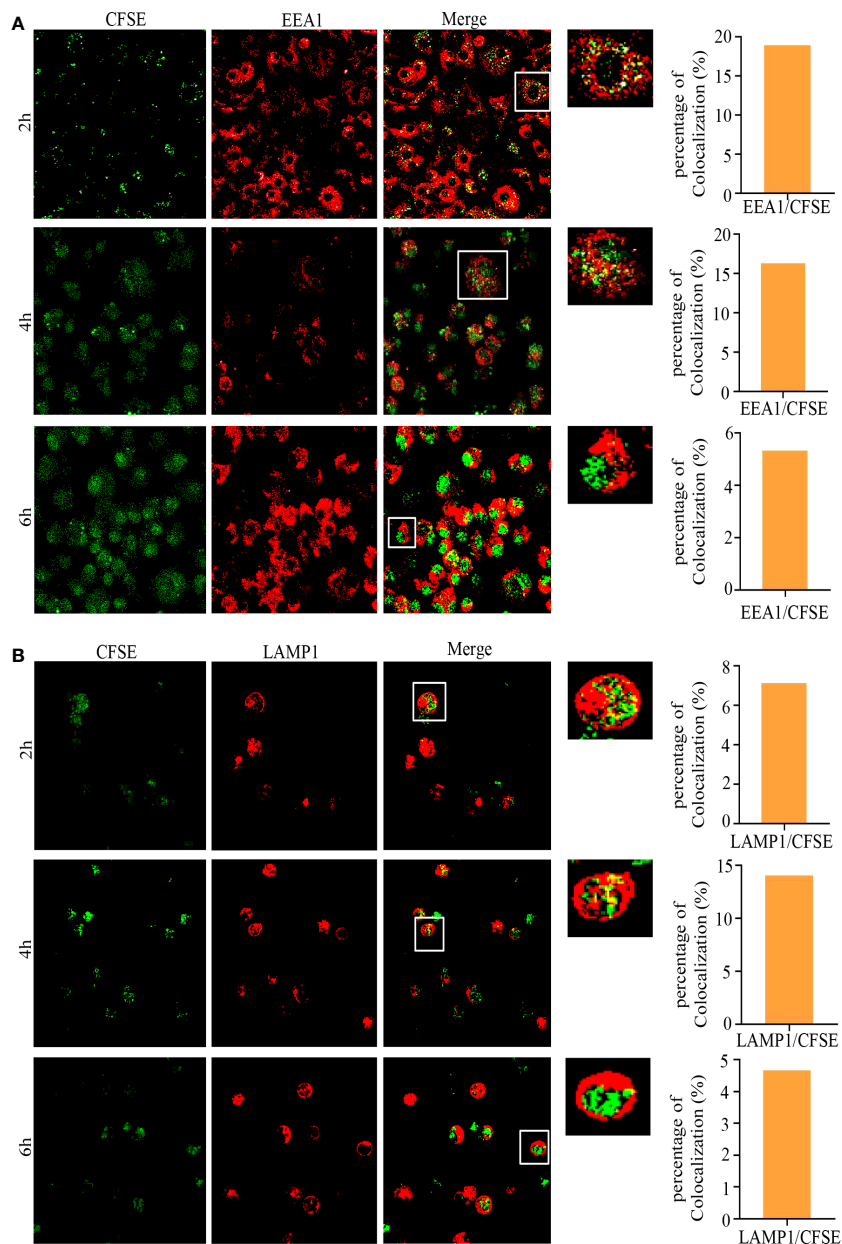 A
CFSE
EEA1
Merge
2h
percentage of
Colocalization (%)
20
15
10
5
0
EEA1/CFSE
4h
percentage of
Colocalization (%)
20
15
10
5
0
EEA1/CFSE
6h
percentage of
Colocalization (%)
6
4
2
0
EEA1/CFSE
B
CFSE
LAMP1
Merge
2h
percentage of
Colocalization (%)
8
6
4
2
0
LAMP1/CFSE
4h
percentage of
Colocalization (%)
15
10
5
0
LAMP1/CFSE
6h
percentage of
Colocalization (%)
5
4
3
2
1
0
LAMP1/CFSE